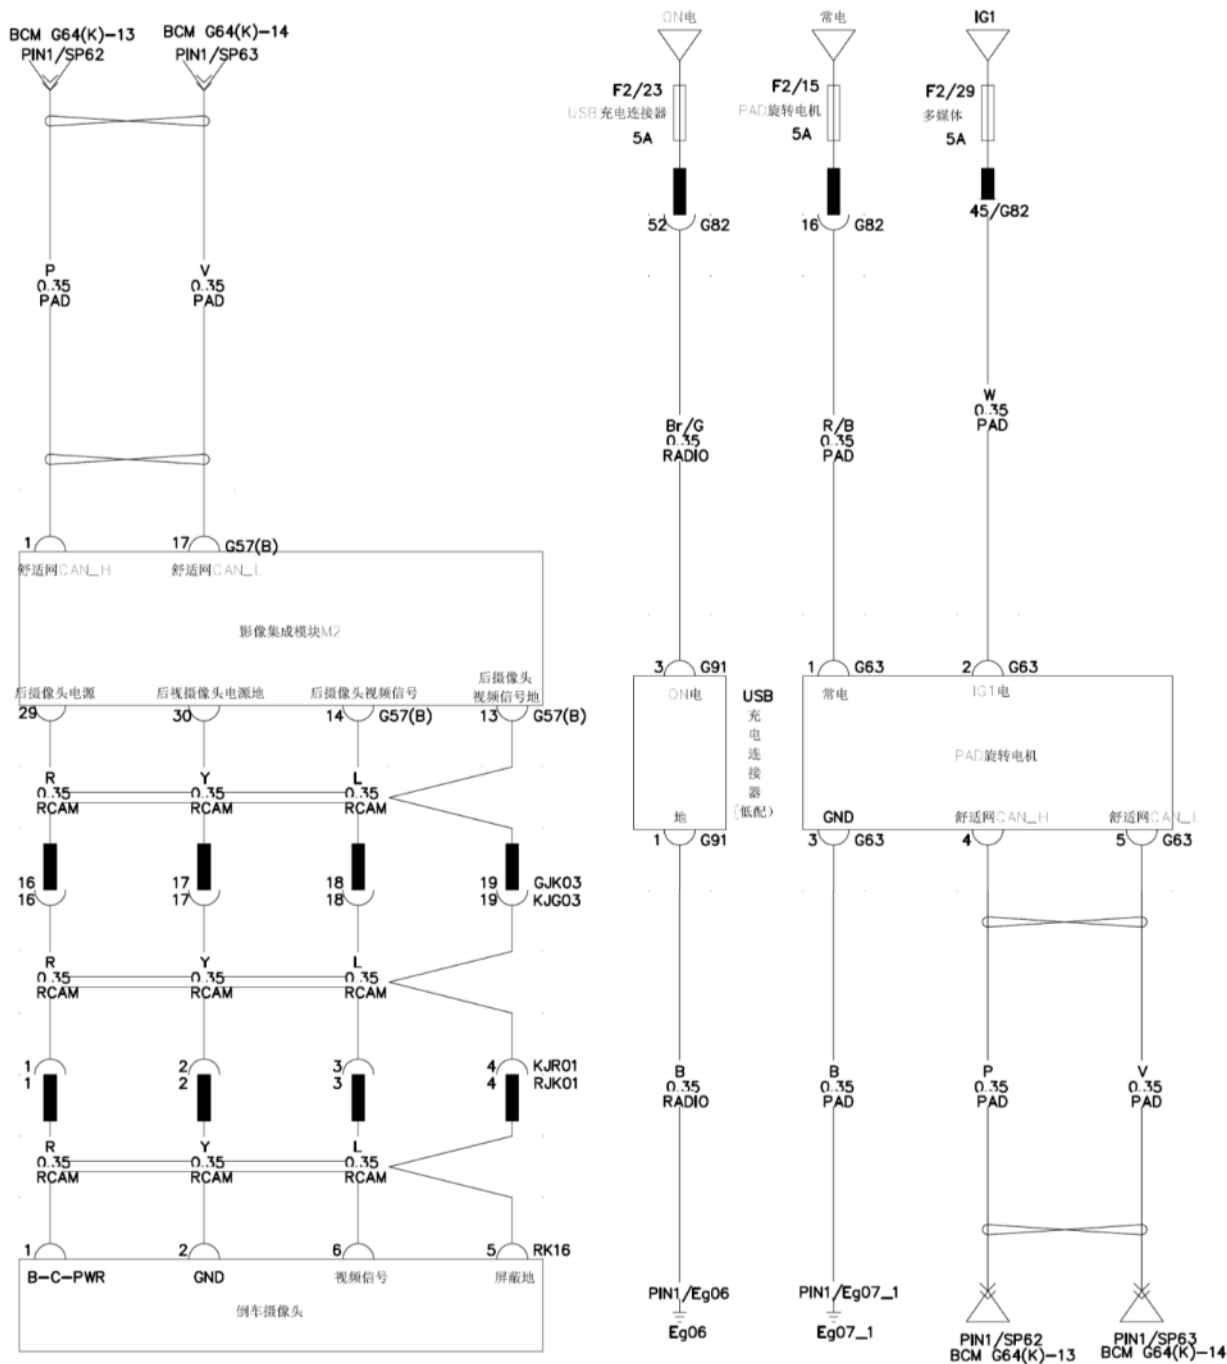 BCM G64(K)-13
PIN1/SP62
BCM G64(K)-14
PIN1/SP63
P
0.35
PAD
V
0.35
PAD
1
17
G57(B)
舒适网CAN_H
舒适网CAN_L
影像集成模块M2
后摄像头电源
后视摄像头电源地
后摄像头视频信号
后摄像头
视频信号地
29
30
14
G57(B)
13
G57(B)
R
0.35
RCAM
Y
0.35
RCAM
L
0.35
RCAM
16
17
18
19
GJK03
16
17
18
19
KJG03
R
0.35
RCAM
Y
0.35
RCAM
L
0.35
RCAM
1
2
3
4
KJR01
1
2
3
4
RJK01
R
0.35
RCAM
Y
0.35
RCAM
L
0.35
RCAM
1
2
6
5
RK16
B-C-PWR
GND
视频信号
屏蔽地
倒车摄像头
ON电
常电
IG1
F2/23
USB充电连接器
5A
F2/15
PAD旋转电机
5A
F2/29
多媒体
5A
52
G82
16
G82
45/G82
Br/G
0.35
RADIO
R/B
0.35
PAD
W
0.35
PAD
3
G91
1
G63
2
G63
ON电
USB
充
电
连
接
器
(低配)
常电
IG1电
PAD旋转电机
地
GND
舒适网CAN_H
舒适网CAN_L
1
G91
3
G63
4
5
G63
B
0.35
RADIO
B
0.35
PAD
P
0.35
PAD
V
0.35
PAD
PIN1/Eg06
Eg06
PIN1/Eg07_1
Eg07_1
PIN1/SP62
BCM G64(K)-13
PIN1/SP63
BCM G64(K)-14